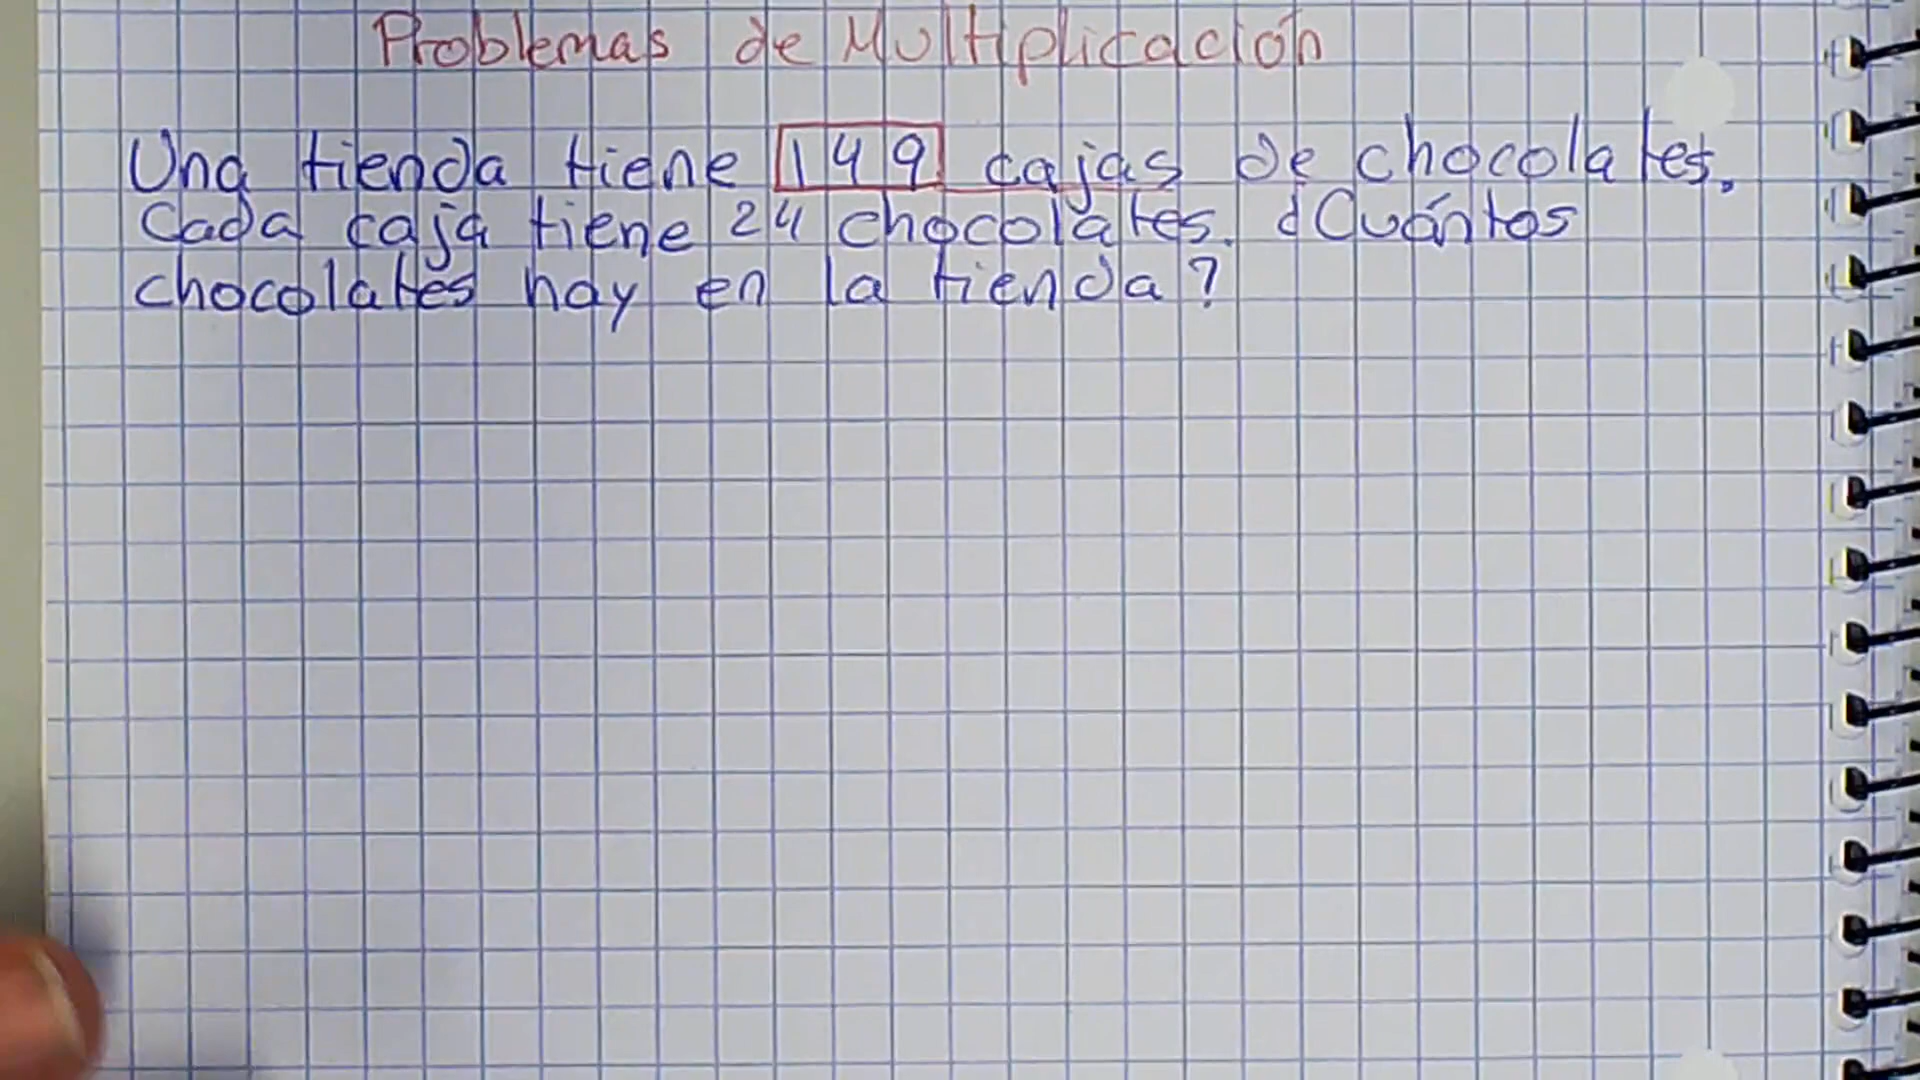 Problemas de Multiplicación
Una tienda tiene 149 cajas de chocolates.
Cada caja tiene 24 chocolates. ¿Cuántos
chocolates hay en la tienda?